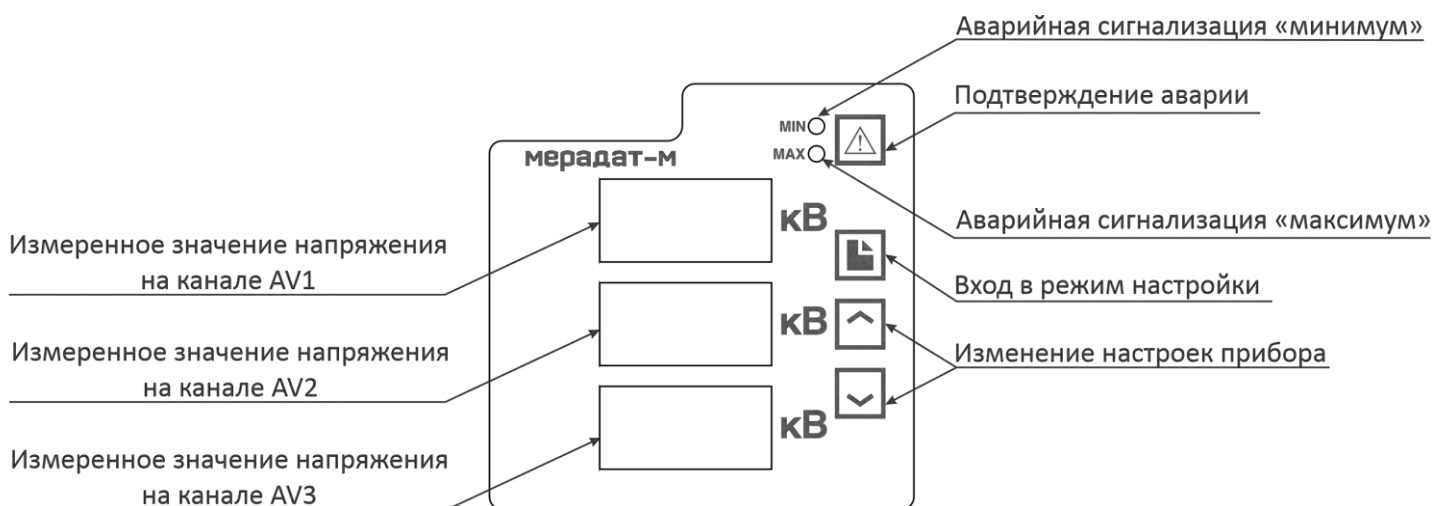 Аварийная сигнализация «минимум»
Подтверждение аварии
MIN
MAX
мерадат-м
кВ
Аварийная сигнализация «максимум»
Измеренное значение напряжения
на канале AV1
Вход в режим настройки
кВ
Измеренное значение напряжения
на канале AV2
Изменение настроек прибора
кВ
Измеренное значение напряжения
на канале AV3